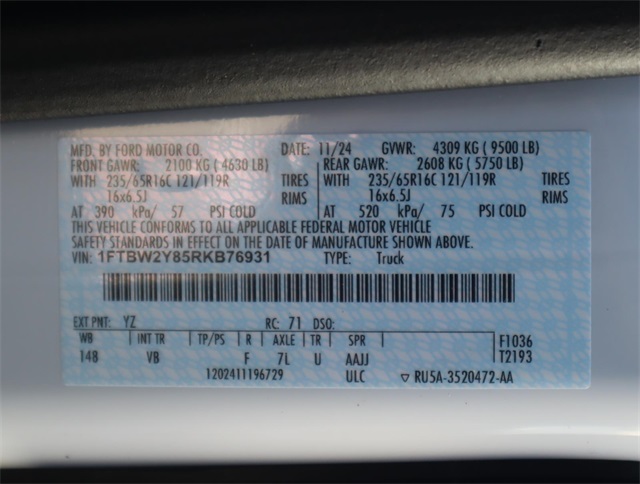 MFD. BY FORD MOTOR CO. DATE: 11/24 GVWR: 4309 KG (9500 LB)
FRONT GAWR: 2100 KG (4630 LB) REAR GAWR: 2608 KG (5750 LB)
WITH 235/65R16C 121/119R TIRES WITH 235/65R16C 121/119R TIRES
16x6.5J RIMS 16x6.5J RIMS
AT 390 kPa/ 57 PSI COLD AT 520 kPa/ 75 PSI COLD
THIS VEHICLE CONFORMS TO ALL APPLICABLE FEDERAL MOTOR VEHICLE
SAFETY STANDARDS IN EFFECT ON THE DATE OF MANUFACTURE SHOWN ABOVE.
VIN: 1FTBW2Y85RKB76931 TYPE: Truck
EXT PNT: YZ RC: 71 DSO:
WB INT TR TP/PS R AXLE TR SPR F1036
148 VB F 7L U AAJJ T2193
1202411196729 ULC ▽ RU5A-3520472-AA